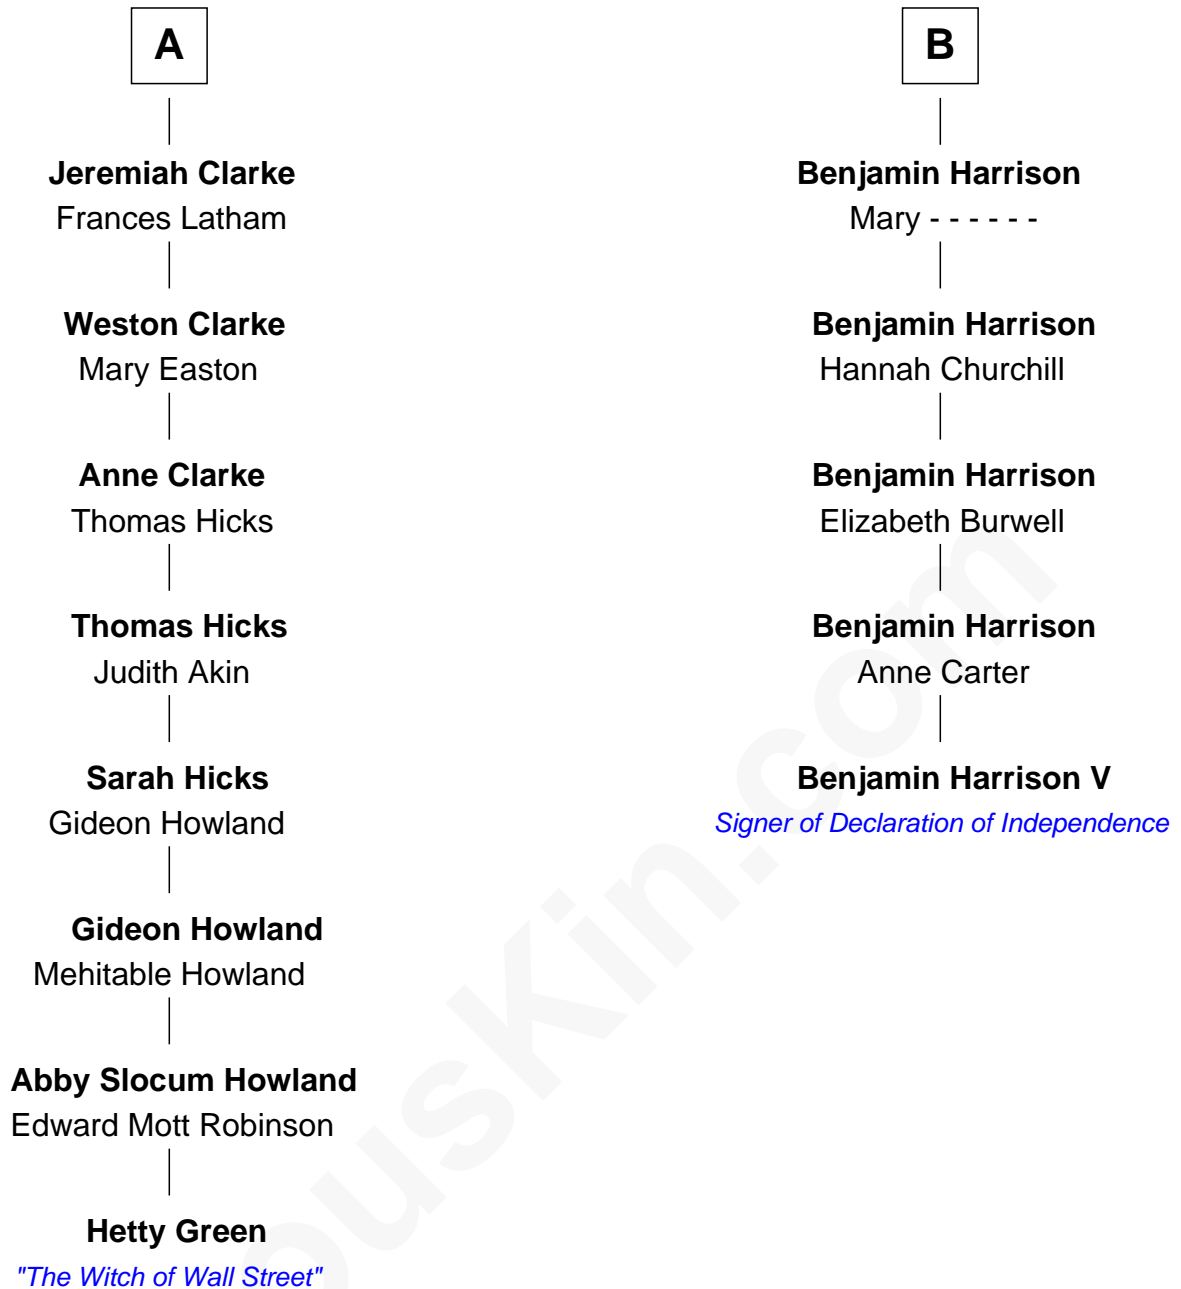 A
Jeremiah Clarke
Frances Latham
Weston Clarke
Mary Easton
Anne Clarke
Thomas Hicks
Thomas Hicks
Judith Akin
Sarah Hicks
Gideon Howland
Gideon Howland
Mehitable Howland
Abby Slocum Howland
Edward Mott Robinson
Hetty Green
"The Witch of Wall Street"
B
Benjamin Harrison
Mary - - - - - -
Benjamin Harrison
Hannah Churchill
Benjamin Harrison
Elizabeth Burwell
Benjamin Harrison
Anne Carter
Benjamin Harrison V
Signer of Declaration of Independence
ousKin.com